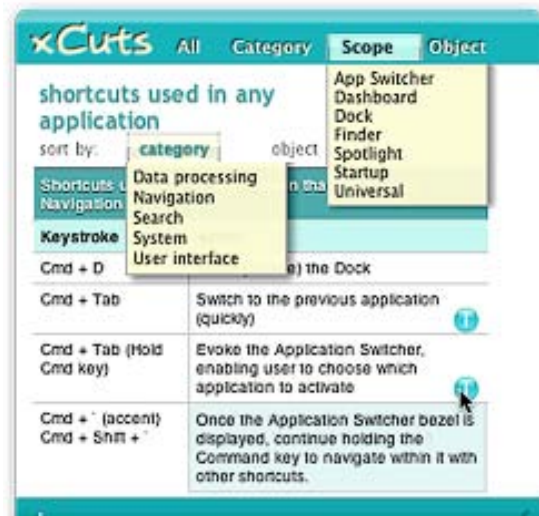 xCuts All Category Scope Object
App Switcher
Dashboard
Dock
Finder
Spotlight
Startup
Universal
shortcuts used in any
application
sort by: category object
Data processing
Navigation
Search
System
User interface
Shortcuts
Navigation
Keystroke
Cmd + D the Dock
Cmd + Tab Switch to the previous application
(quickly)
T
Cmd + Tab (Hold Evoke the Application Switcher,
Cmd key) enabling user to choose which
application to activate
Cmd + ` (accent) Once the Application Switcher bezel is
Cmd + Shift + ` displayed, continue holding the
Command key to navigate within it with
other shortcuts.